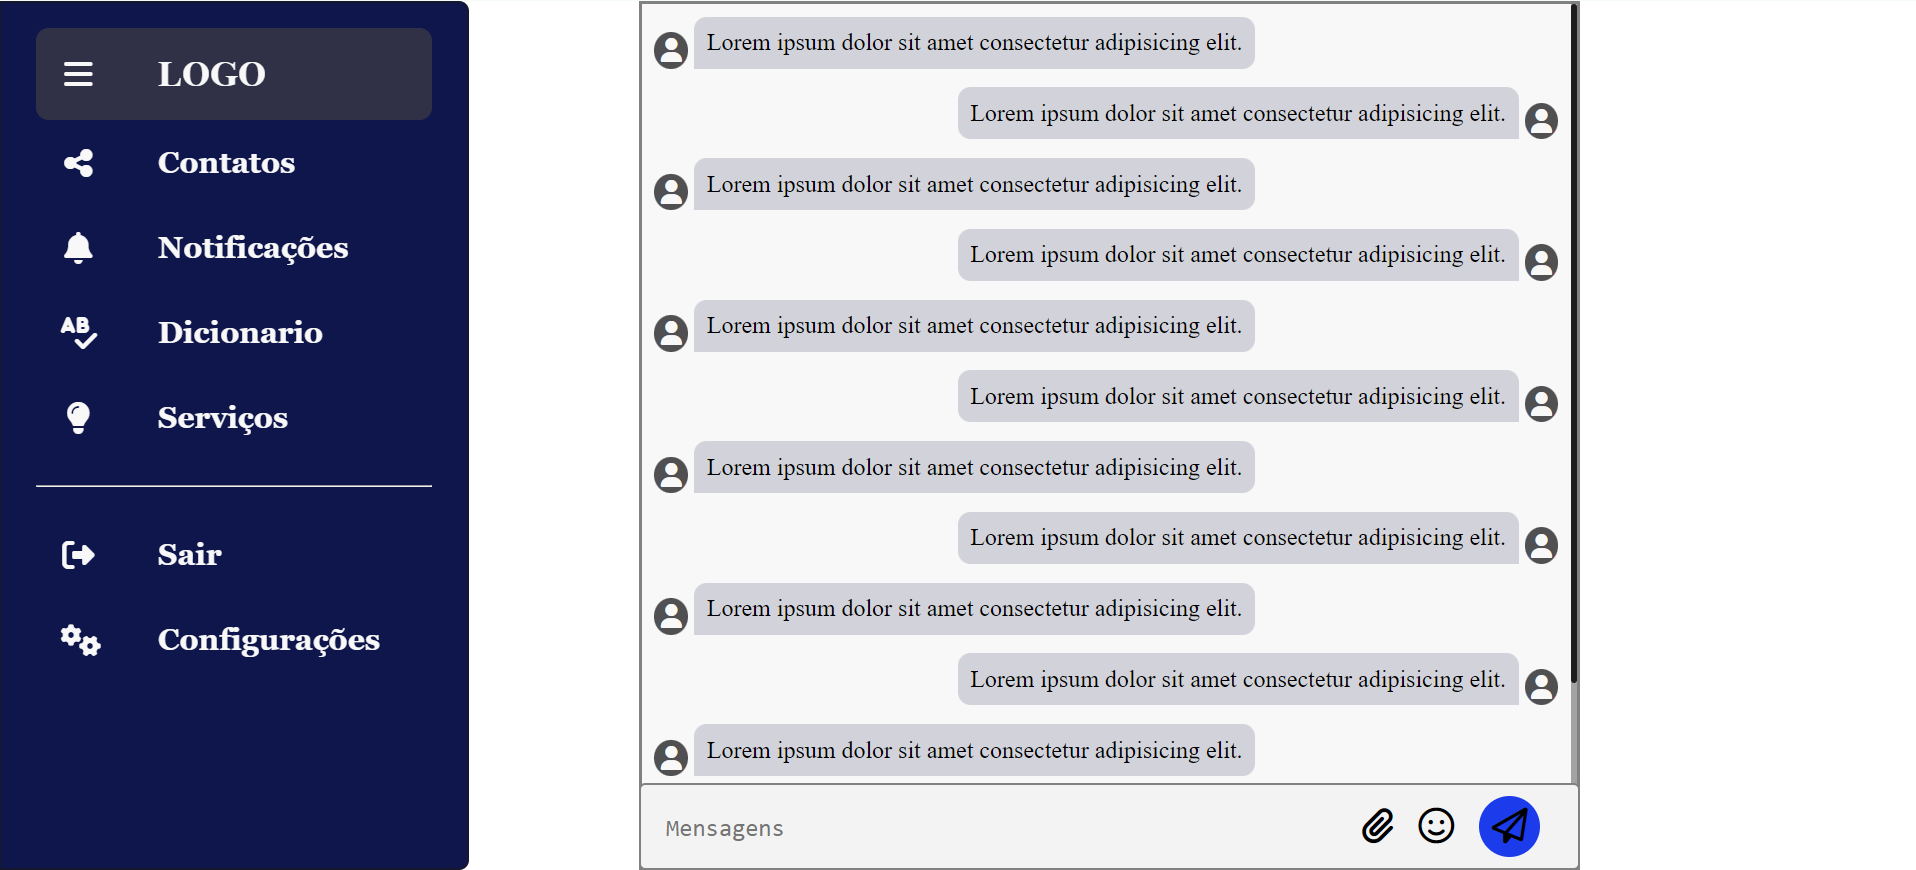 LOGO
Contatos
Notificações
AB
Dicionario
Serviços
Sair
Configurações
Lorem ipsum dolor sit amet consectetur adipisicing elit.
Lorem ipsum dolor sit amet consectetur adipisicing elit.
Lorem ipsum dolor sit amet consectetur adipisicing elit.
Lorem ipsum dolor sit amet consectetur adipisicing elit.
Lorem ipsum dolor sit amet consectetur adipisicing elit.
Lorem ipsum dolor sit amet consectetur adipisicing elit.
Lorem ipsum dolor sit amet consectetur adipisicing elit.
Lorem ipsum dolor sit amet consectetur adipisicing elit.
Lorem ipsum dolor sit amet consectetur adipisicing elit.
Lorem ipsum dolor sit amet consectetur adipisicing elit.
Lorem ipsum dolor sit amet consectetur adipisicing elit.
Mensagens